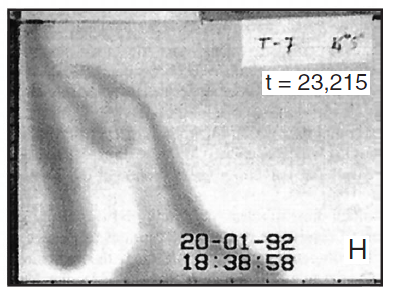 T-7
t = 23,215
20-01-92
18:38:58
H